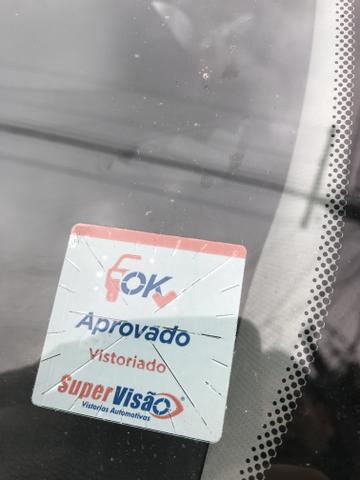 OK
Aprovado
Vistoriado
SuperVisão®
Vistorias Automotivas